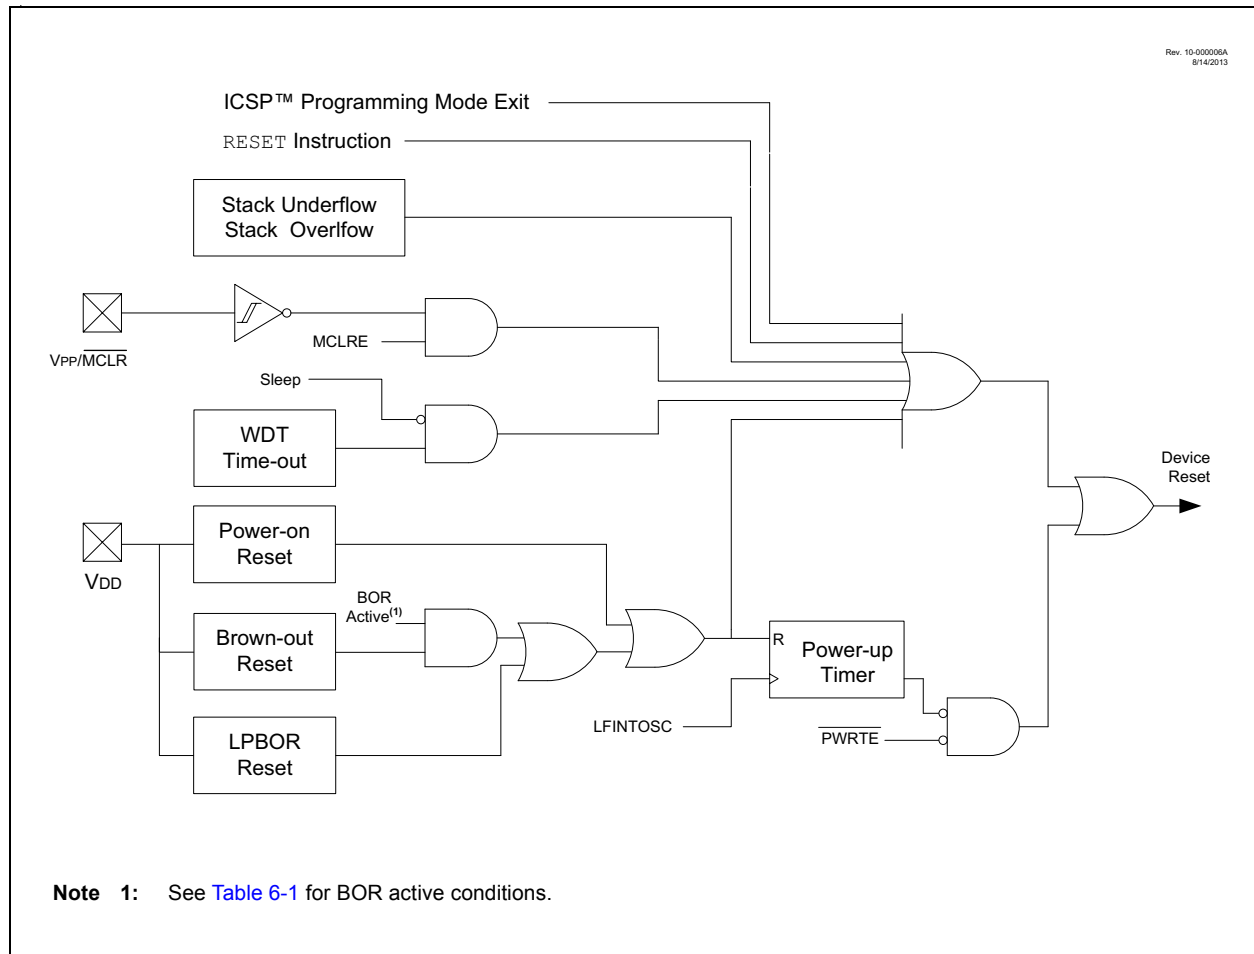 Rev. 10-000006A
8/14/2013
ICSP™ Programming Mode Exit
RESET Instruction
Stack Underflow
Stack Overlfow
VPP/MCLR
MCLRE
Sleep
WDT
Time-out
Device
Reset
VDD
Power-on
Reset
BOR
Active(1)
Brown-out
Reset
R
Power-up
Timer
LFINTOSC
PWRTE
LPBOR
Reset
Note 1: See Table 6-1 for BOR active conditions.